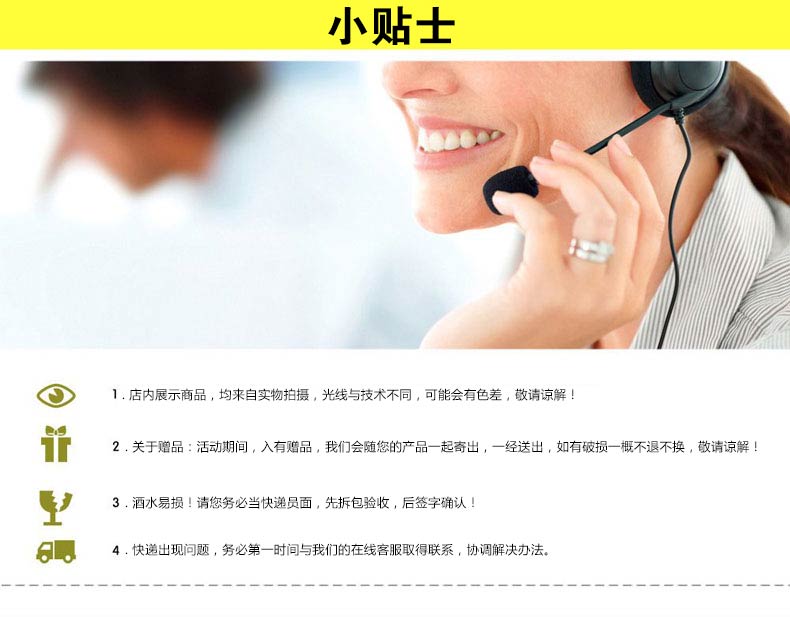 小贴士
1．店内展示商品，均来自实物拍摄，光线与技术不同，可能会有色差，敬请谅解！
2．关于赠品：活动期间，入有赠品，我们会随您的产品一起寄出，一经送出，如有破损一概不退不换，敬请谅解！
3．酒水易损！请您务必当快递员面，先拆包验收，后签字确认！
4．快递出现问题，务必第一时间与我们的在线客服取得联系，协调解决办法。